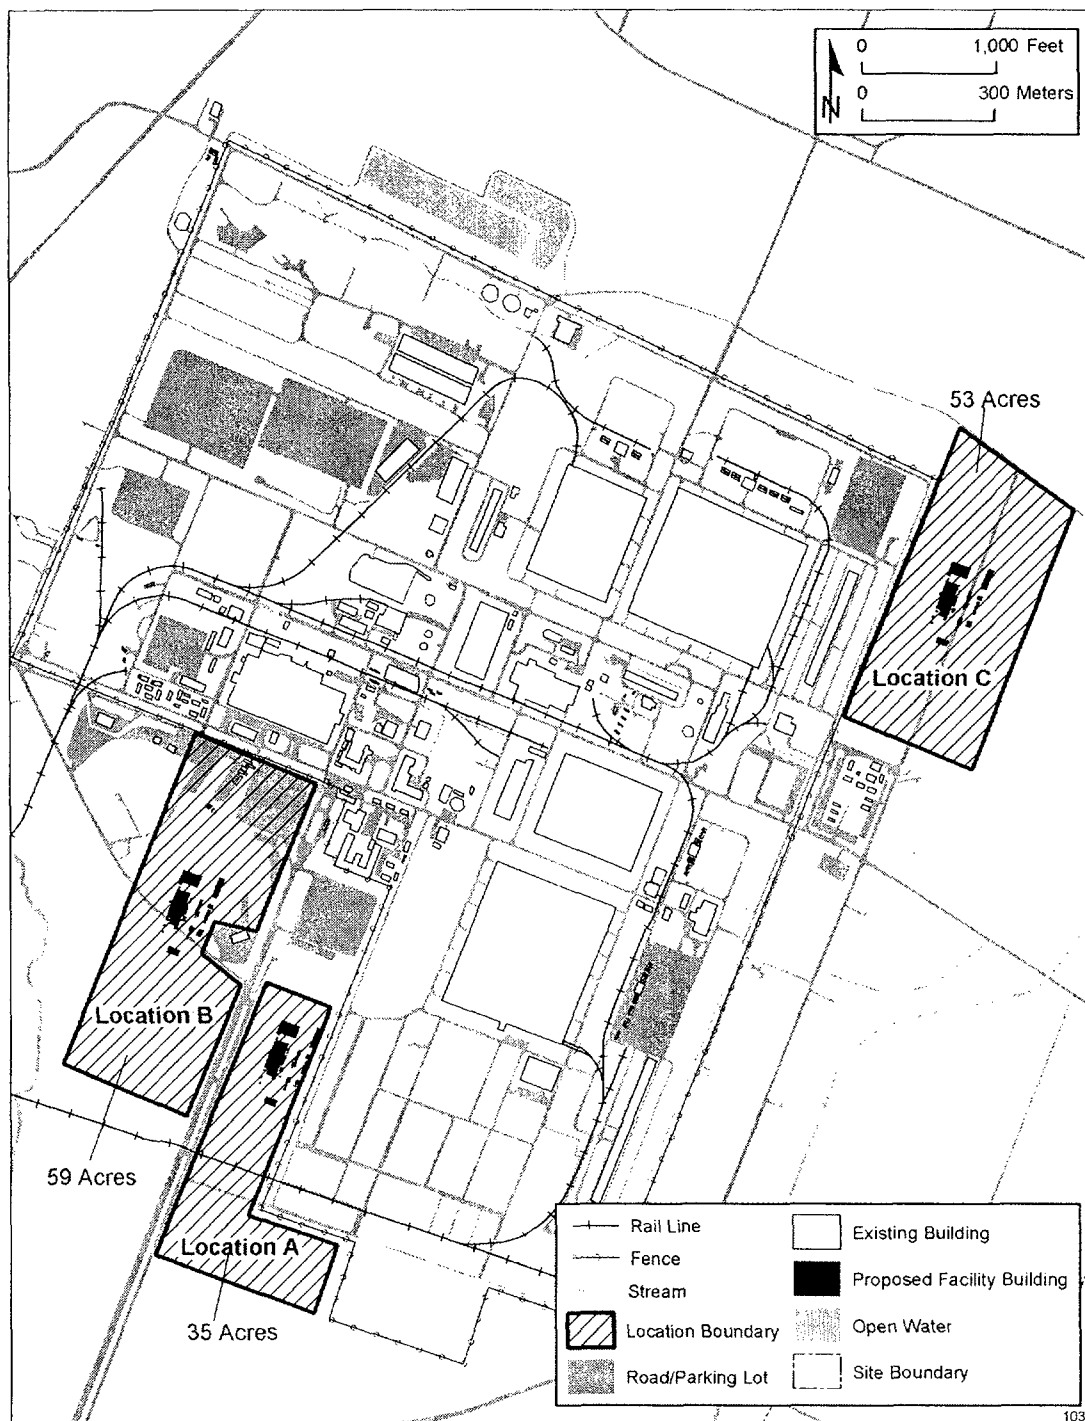 0 1,000 Feet
0 300 Meters
N
53 Acres
Location C
Location B
59 Acres
Location A
35 Acres
Rail Line
Fence
Stream
Location Boundary
Road/Parking Lot
Existing Building
Proposed Facility Building
Open Water
Site Boundary
103